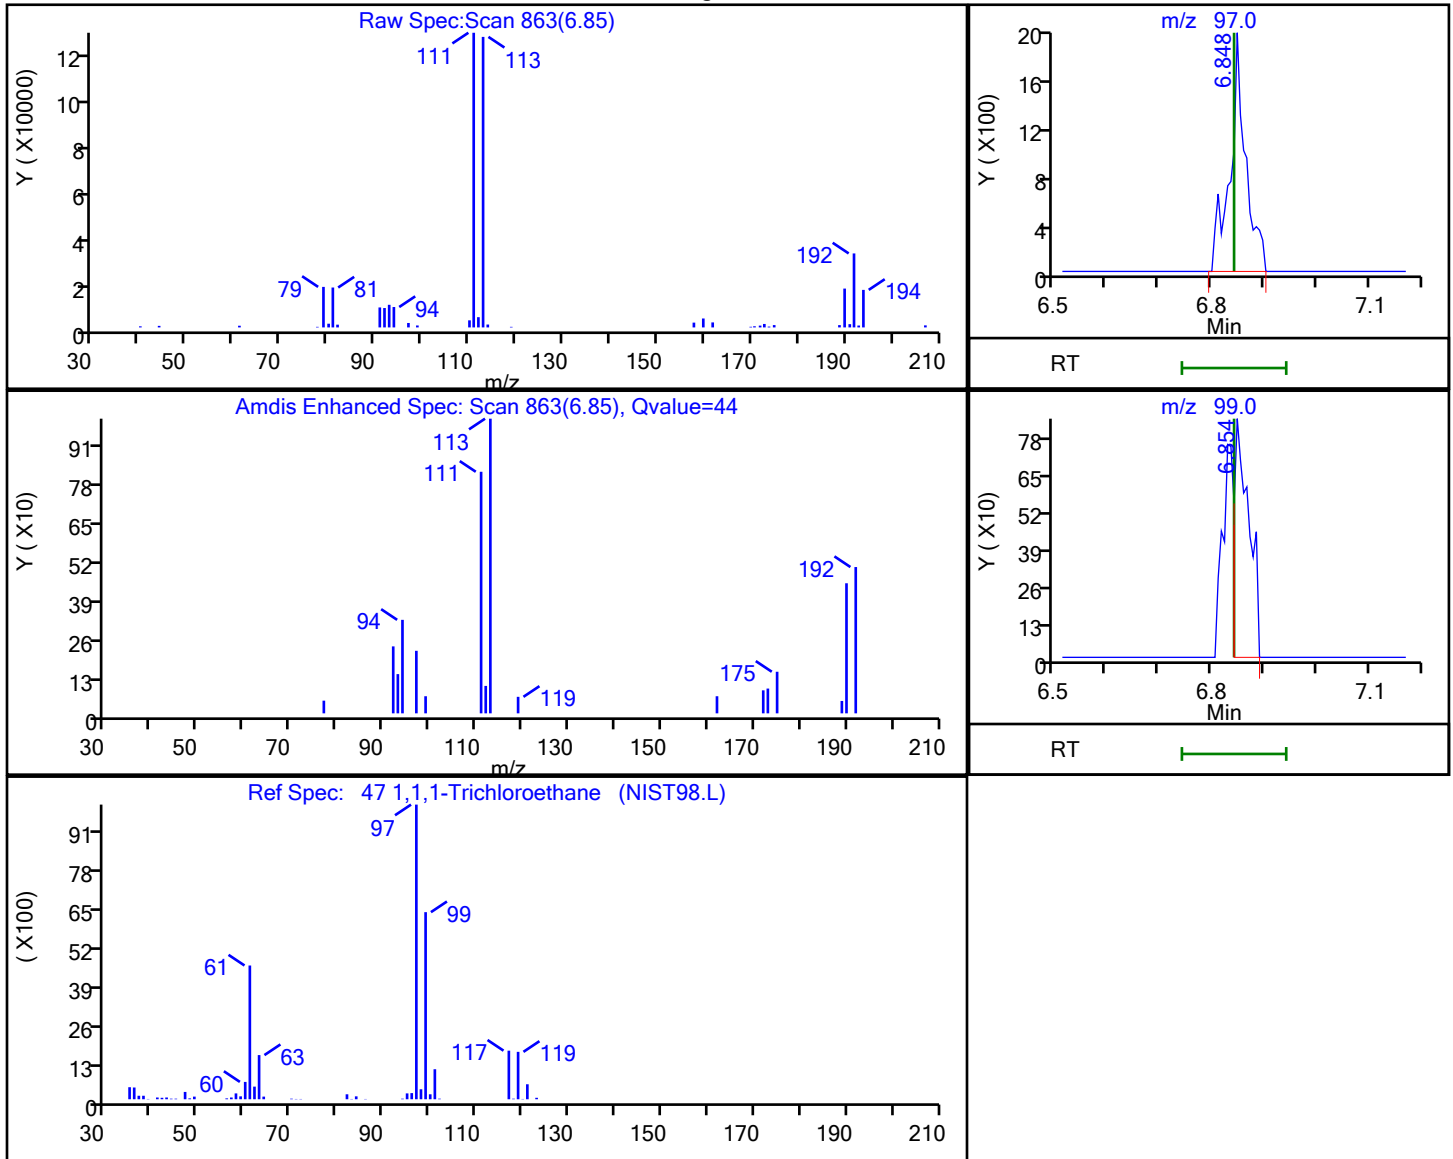 Raw Spec:Scan 863(6.85)
Y ( X10000)
12
10
8
6
4
2
0
111
113
79
81
94
192
194
30 50 70 90 110 130 150 170 190 210
m/z
m/z 97.0
Y ( X100)
20
16
12
8
4
0
6.848
6.5 6.8 7.1
Min
RT
Amdis Enhanced Spec: Scan 863(6.85), Qvalue=44
Y ( X10)
91
78
65
52
39
26
13
0
113
111
94
119
175
192
30 50 70 90 110 130 150 170 190 210
m/z
m/z 99.0
Y ( X10)
78
65
52
39
26
13
0
6.854
6.5 6.8 7.1
Min
RT
Ref Spec: 47 1,1,1-Trichloroethane (NIST98.L)
( X100)
91
78
65
52
39
26
13
0
97
99
61
63
60
117
119
30 50 70 90 110 130 150 170 190 210